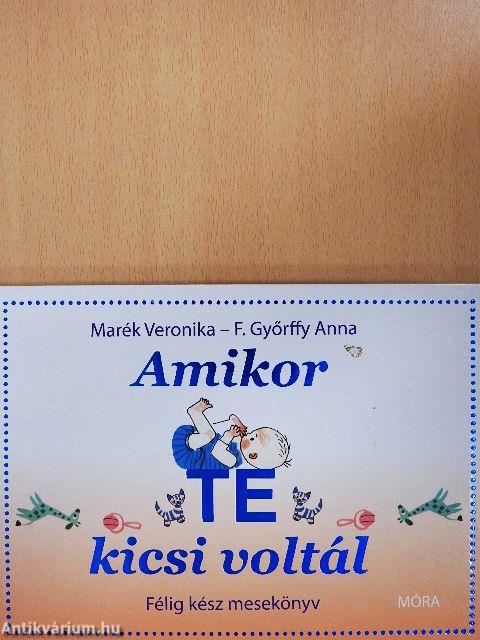 Marék Veronika – F. Győrffy Anna
Amikor
TE
kicsi voltál
Félig kész mesekönyv
MÓRA
Antikvárium.hu